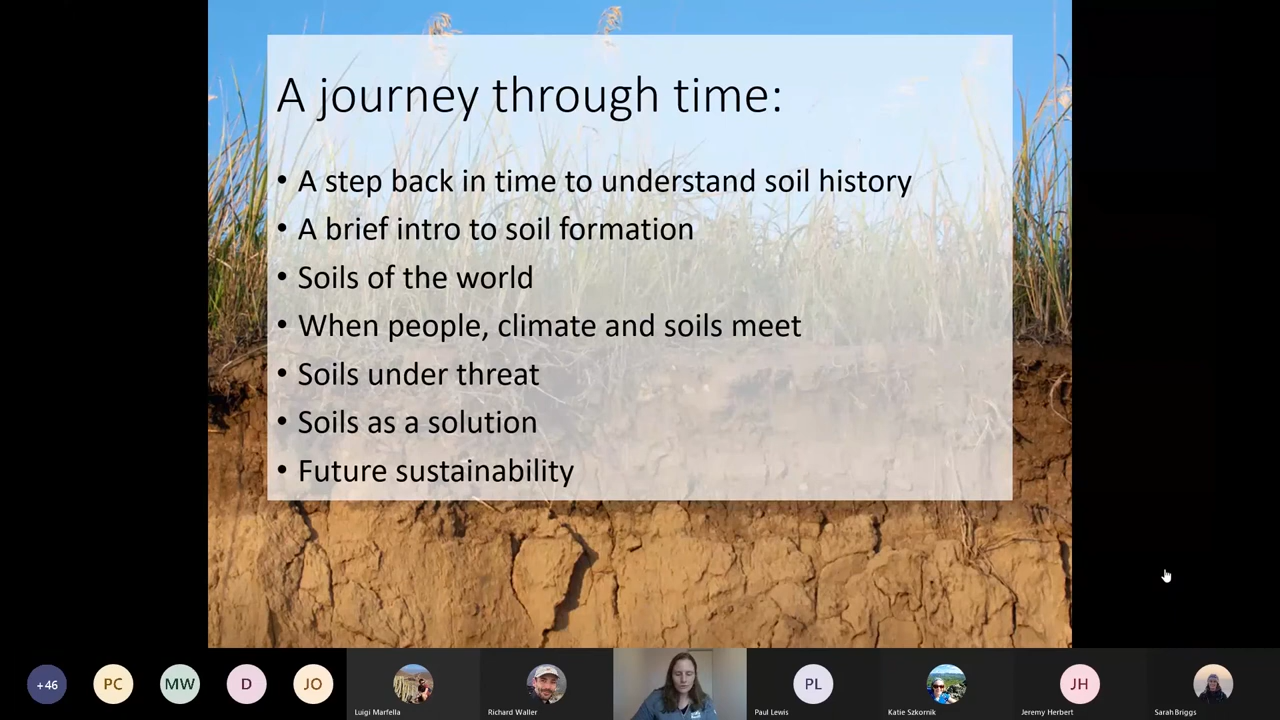 A journey through time:
• A step back in time to understand soil history
• A brief intro to soil formation
• Soils of the world
• When people, climate and soils meet
• Soils under threat
• Soils as a solution
• Future sustainability
+46
PC
MW
D
JO
Luigi Marfella
Richard Waller
PL
Paul Lewis
Katie Szkornik
JH
Jeremy Herbert
Sarah Briggs